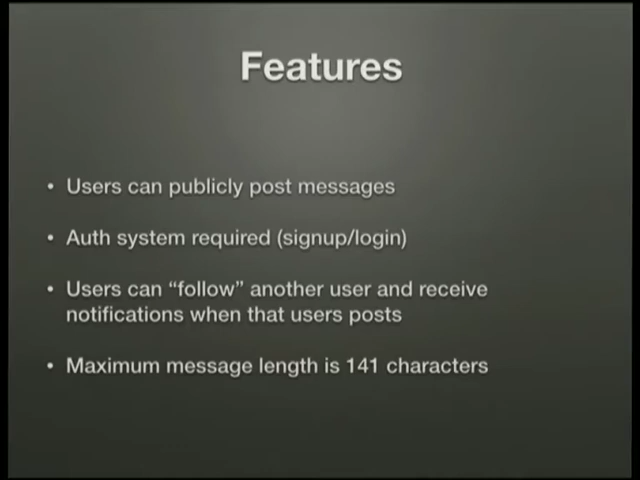 Features
• Users can publicly post messages
• Auth system required (signup/login)
• Users can “follow” another user and receive
notifications when that users posts
• Maximum message length is 141 characters